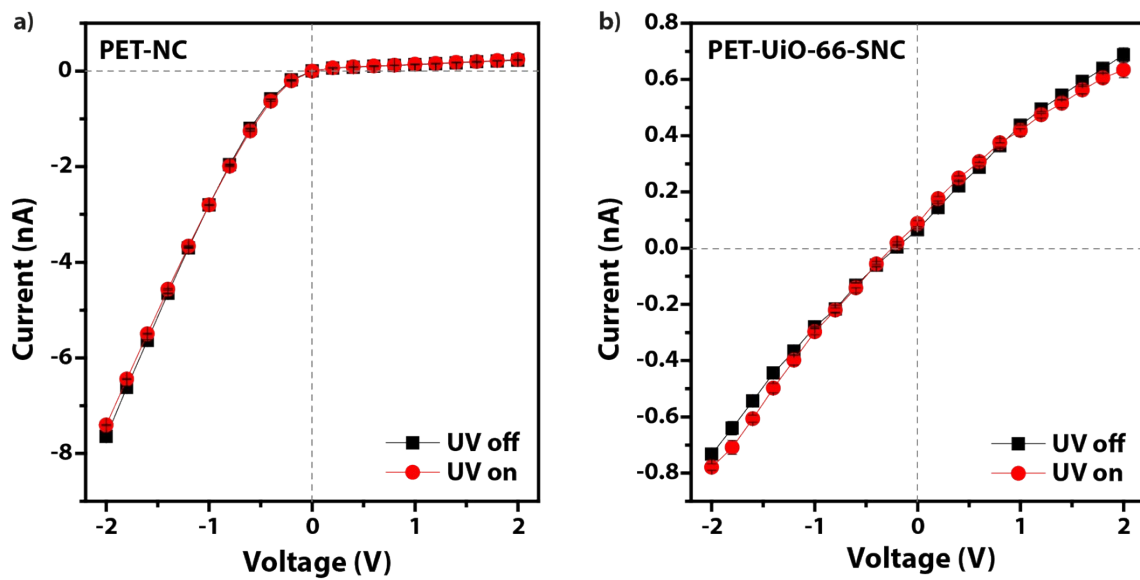 a)
PET-NC
0
-2
-4
-6
-8
Current (nA)
UV off
UV on
-2
-1
0
1
2
Voltage (V)
b)
PET-UiO-66-SNC
0.8
0.6
0.4
0.2
0.0
-0.2
-0.4
-0.6
-0.8
Current (nA)
UV off
UV on
-2
-1
0
1
2
Voltage (V)